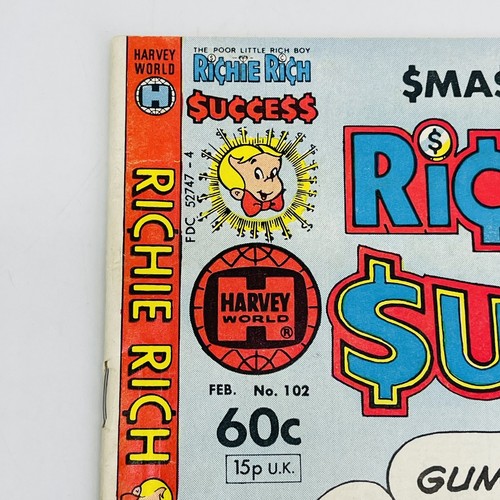 HARVEY
WORLD
H
THE POOR LITTLE RICH BOY
RiCHiE RiCH
$UCCE$$
FDC 52747-4
RICHIE RICH
HARVEY
WORLD
H
®
FEB. No. 102
60c
15p U.K.
$MA$
$
RiC
$U
GUN